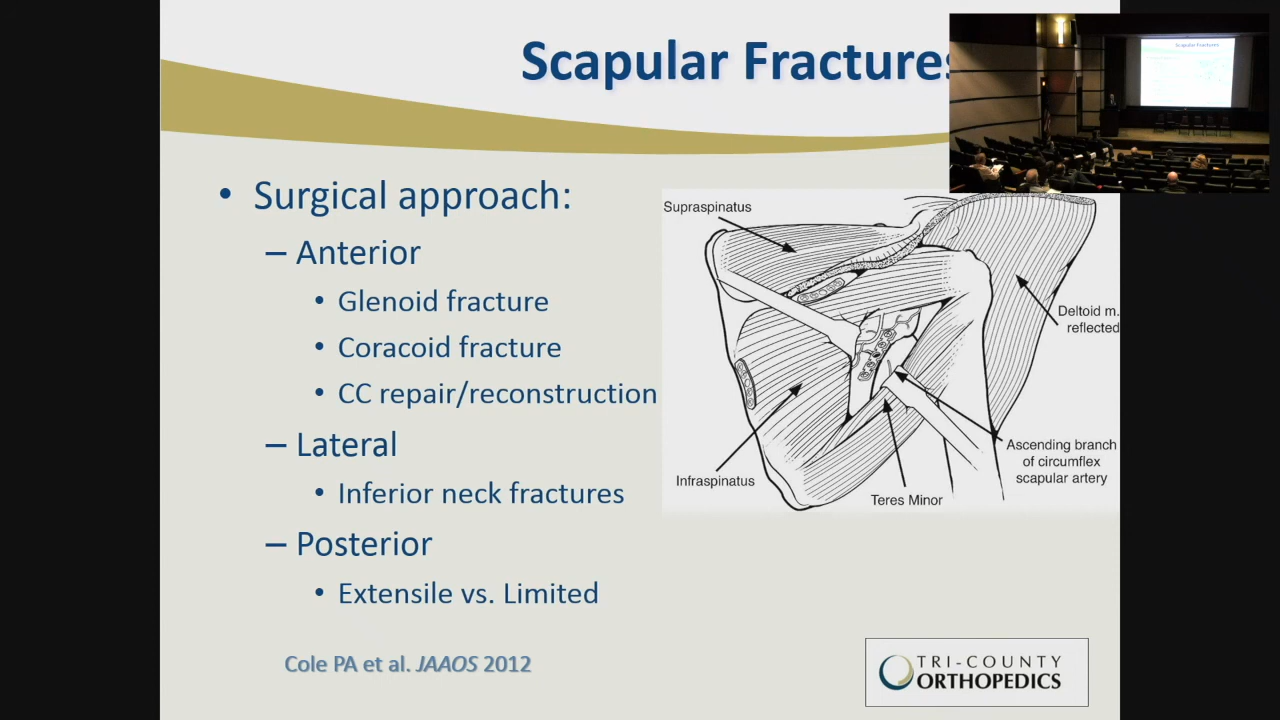 Scapular Fractures
• Surgical approach:
– Anterior
• Glenoid fracture
• Coracoid fracture
• CC repair/reconstruction
– Lateral
• Inferior neck fractures
– Posterior
• Extensile vs. Limited
Cole PA et al. JAAOS 2012
Supraspinatus
Deltoid m.
reflected
Ascending branch
of circumflex
scapular artery
Infraspinatus
Teres Minor
TRI-COUNTY
ORTHOPEDICS
Scapular Fractures